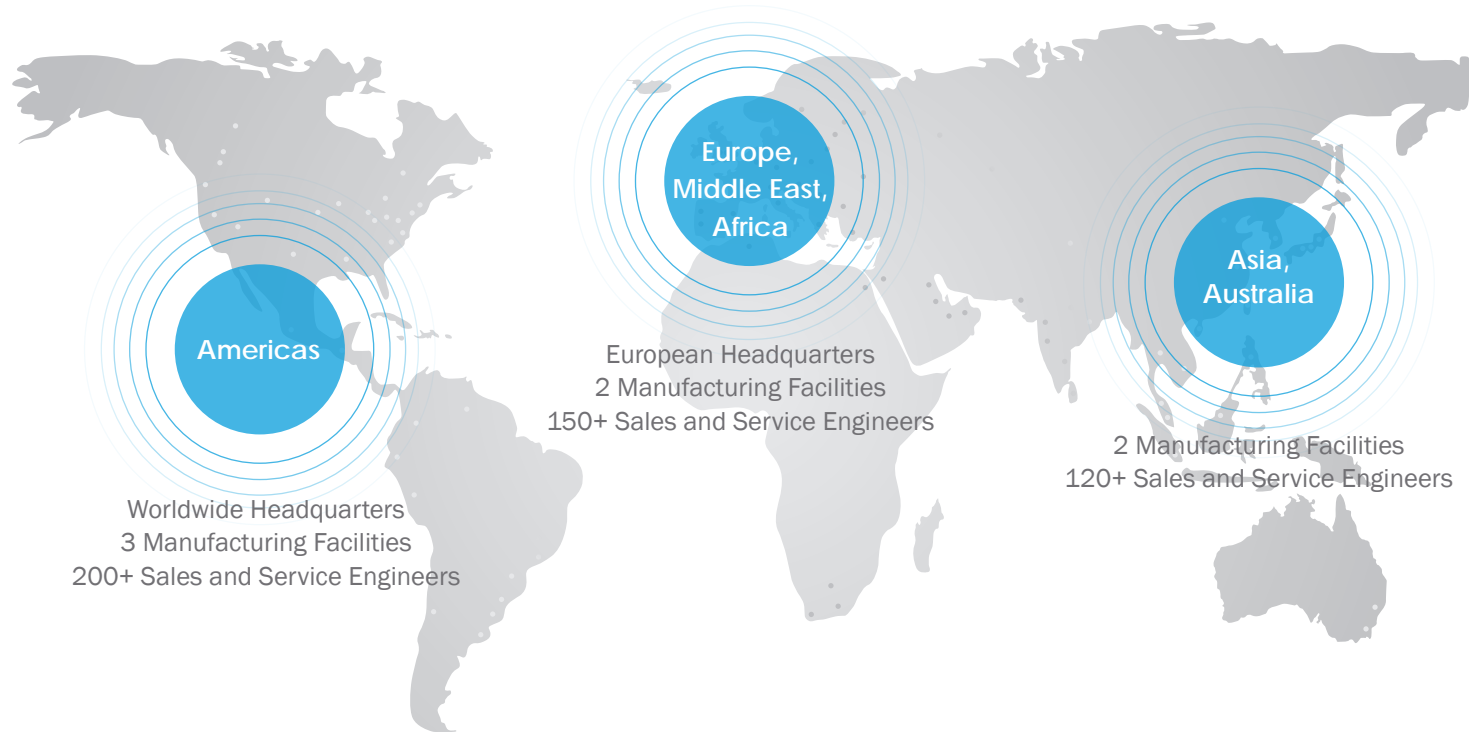 Americas
Worldwide Headquarters
3 Manufacturing Facilities
200+ Sales and Service Engineers
Europe,
Middle East,
Africa
European Headquarters
2 Manufacturing Facilities
150+ Sales and Service Engineers
Asia,
Australia
2 Manufacturing Facilities
120+ Sales and Service Engineers